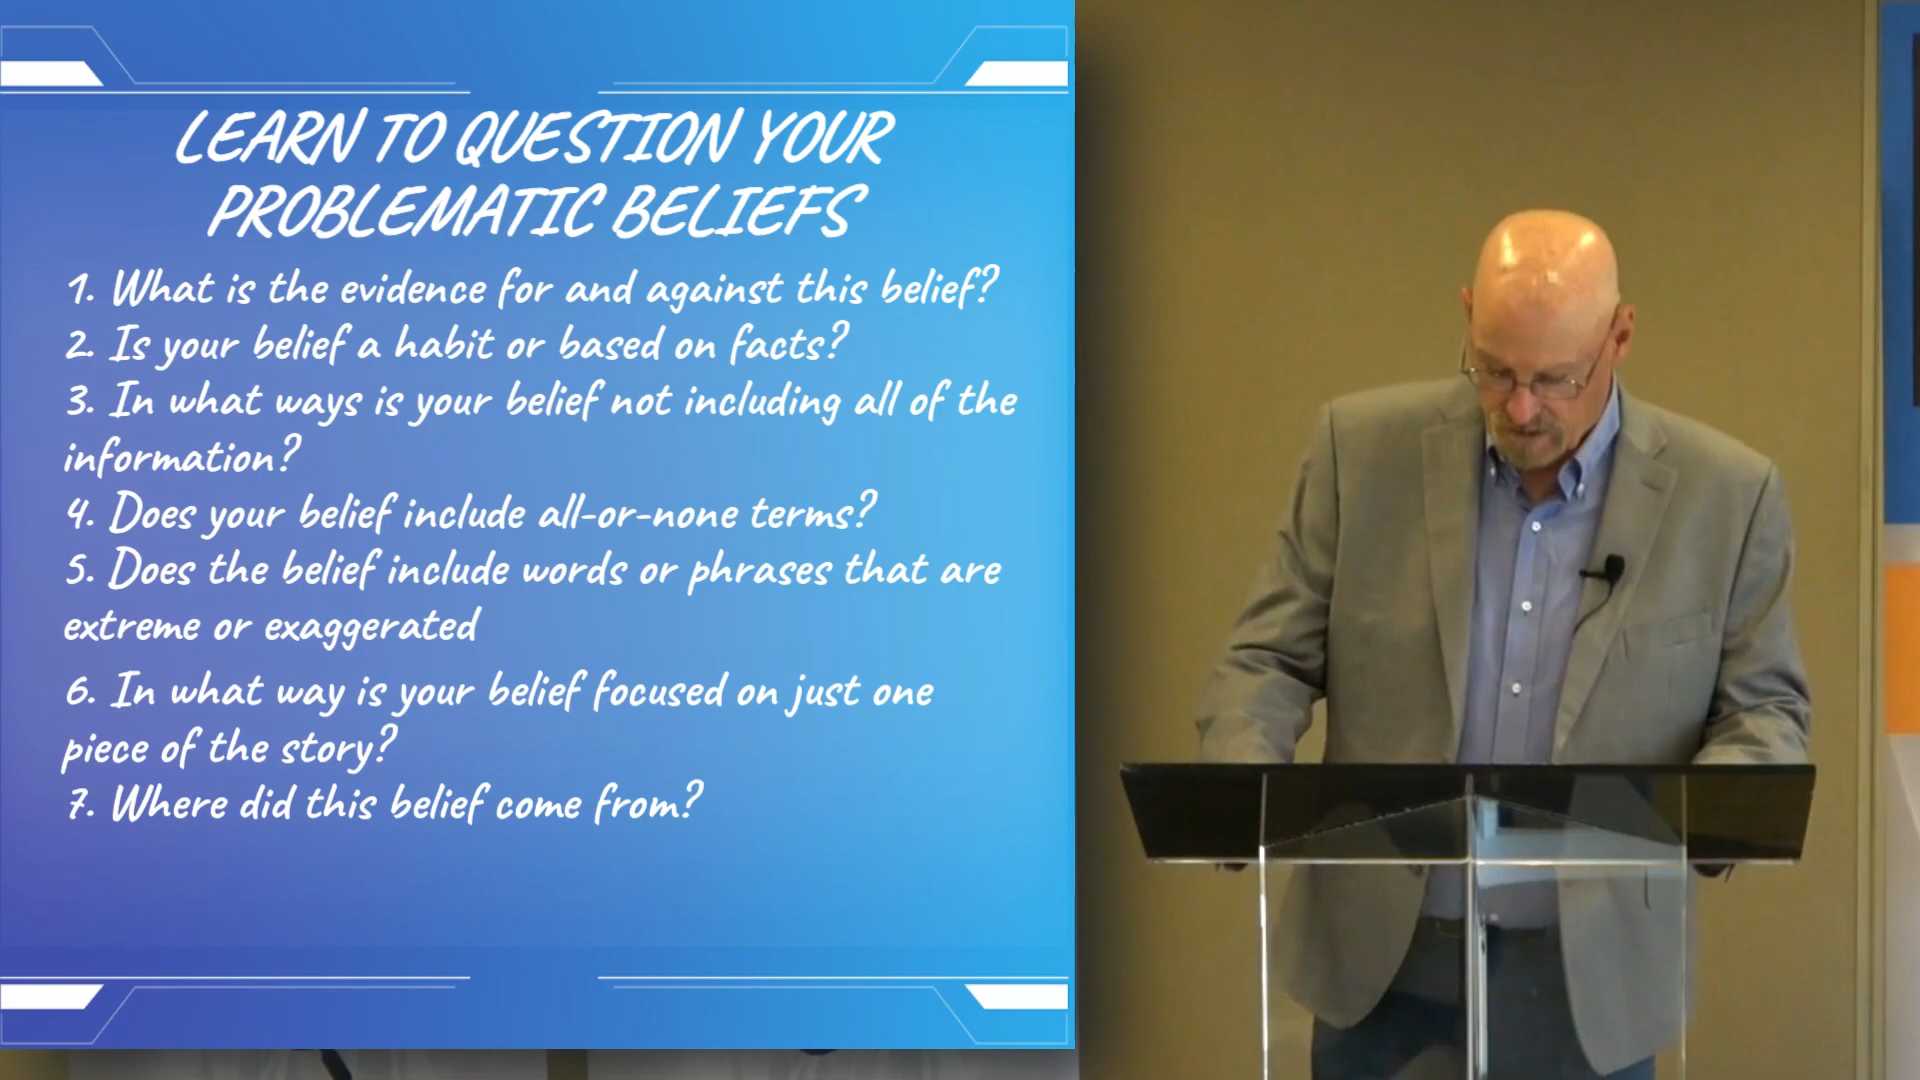 LEARN TO QUESTION YOUR
PROBLEMATIC BELIEFS
1. What is the evidence for and against this belief?
2. Is your belief a habit or based on facts?
3. In what ways is your belief not including all of the
information?
4. Does your belief include all-or-none terms?
5. Does the belief include words or phrases that are
extreme or exaggerated
6. In what way is your belief focused on just one
piece of the story?
7. Where did this belief come from?